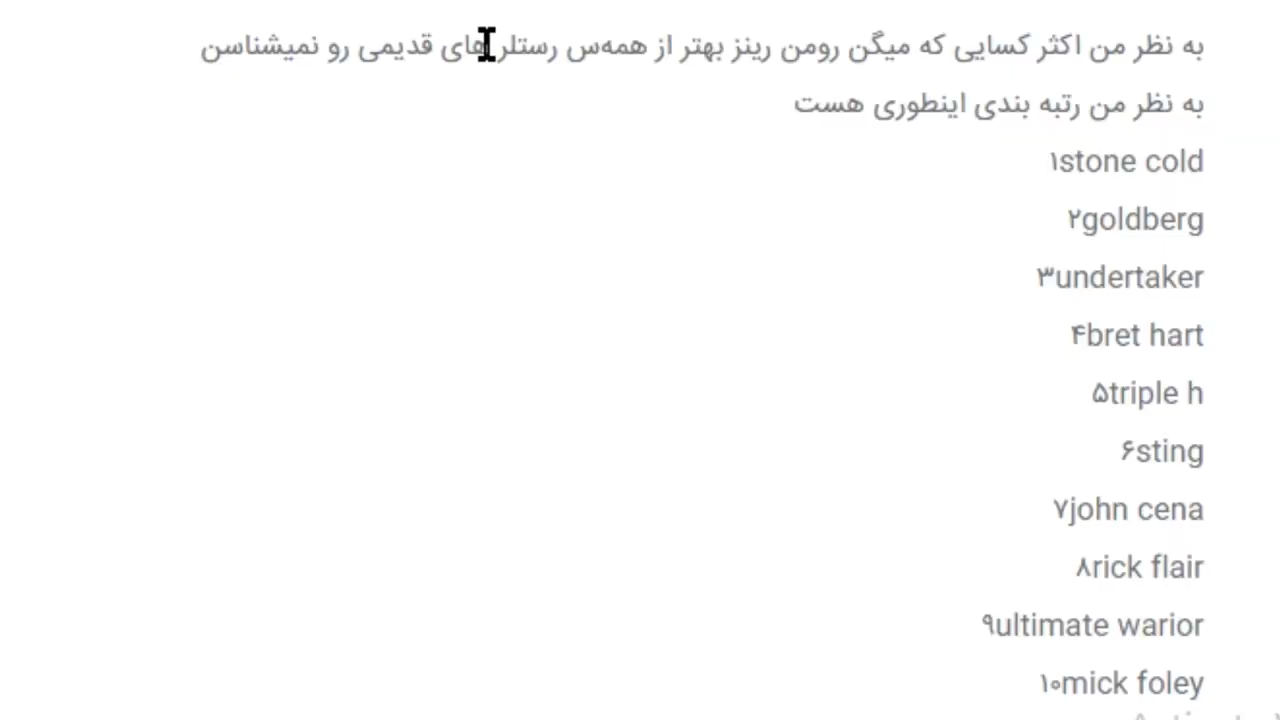 به نظر من اکثر کسایی که میگن رومن رینز بهتر از همه‌س رستلر های قدیمی رو نمیشناسن
به نظر من رتبه بندی اینطوری هست
۱stone cold
۲goldberg
۳undertaker
۴bret hart
۵triple h
۶sting
۷john cena
۸rick flair
۹ultimate warior
۱۰mick foley